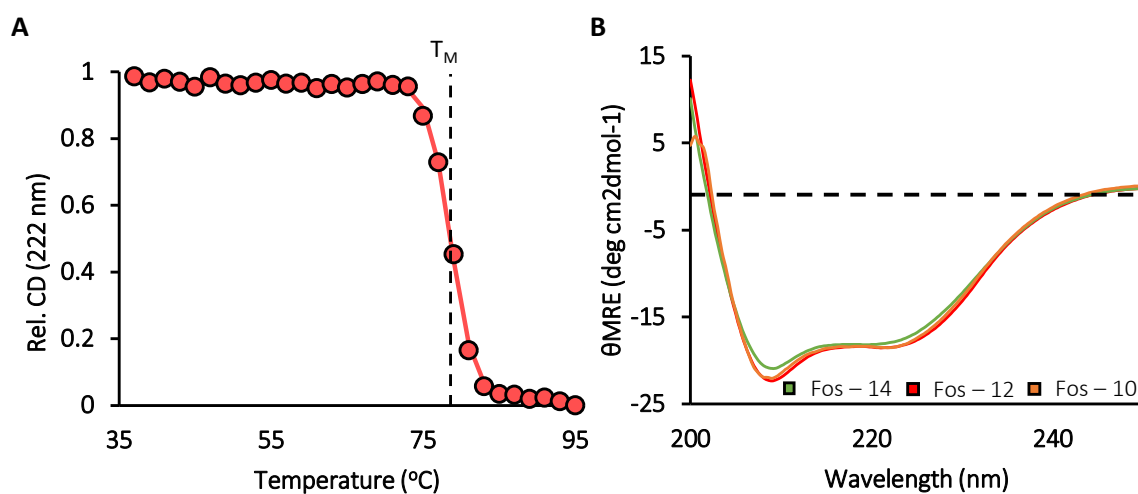 A
T_M
1
0.8
0.6
0.4
0.2
0
Rel. CD (222 nm)
35 55 75 95
Temperature (ºC)
B
15
5
-5
-15
-25
θMRE (deg cm2dmol-1)
Fos – 14 Fos – 12 Fos – 10
200 220 240
Wavelength (nm)